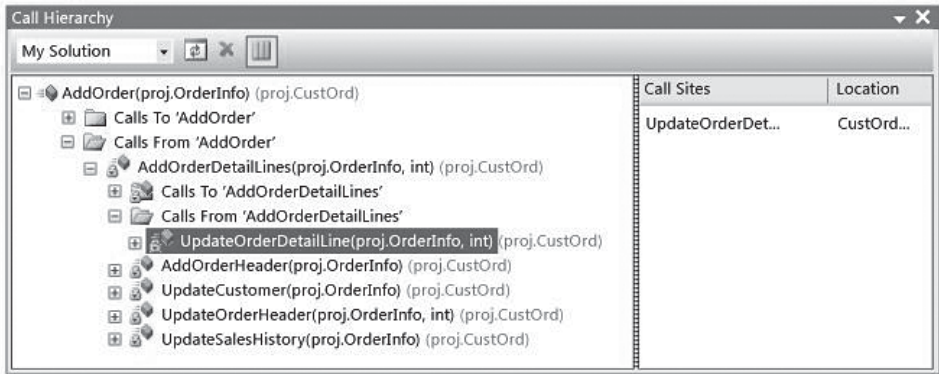 Call Hierarchy
My Solution
AddOrder(proj.OrderInfo) (proj.CustOrd)
Calls To 'AddOrder'
Calls From 'AddOrder'
AddOrderDetailLines(proj.OrderInfo, int) (proj.CustOrd)
Calls To 'AddOrderDetailLines'
Calls From 'AddOrderDetailLines'
UpdateOrderDetailLine(proj.OrderInfo, int) (proj.CustOrd)
AddOrderHeader(proj.OrderInfo) (proj.CustOrd)
UpdateCustomer(proj.OrderInfo) (proj.CustOrd)
UpdateOrderHeader(proj.OrderInfo, int) (proj.CustOrd)
UpdateSalesHistory(proj.OrderInfo) (proj.CustOrd)
Call Sites Location
UpdateOrderDet... CustOrd...